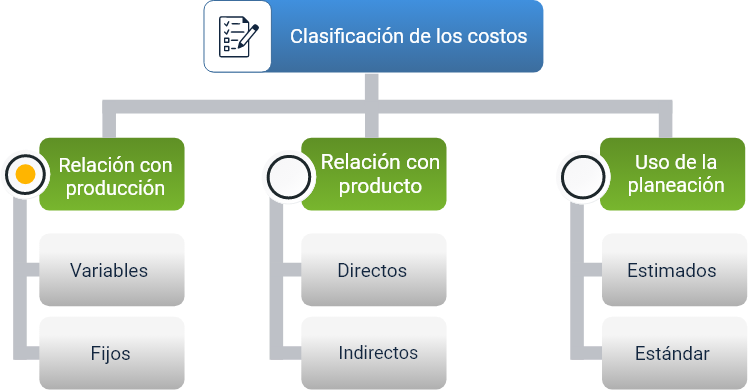 Clasificación de los costos
Relación con
producción
Relación con
producto
Uso de la
planeación
Variables
Directos
Estimados
Fijos
Indirectos
Estándar